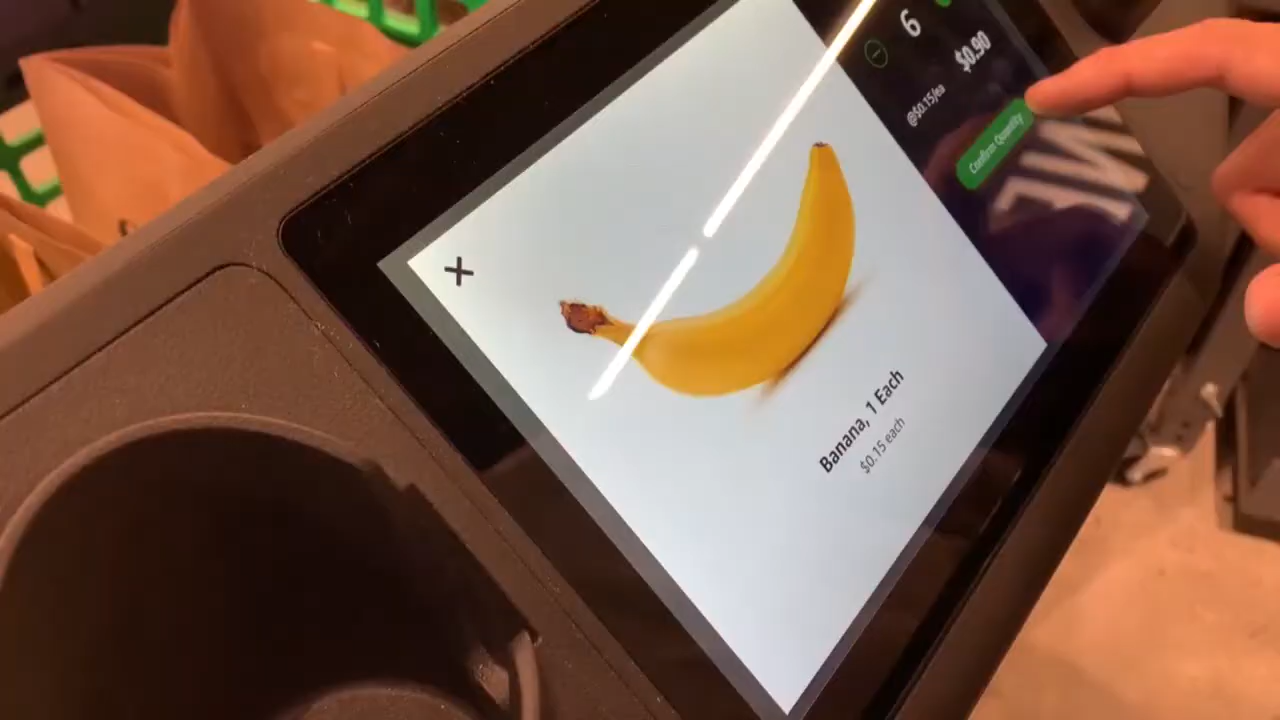 6
$0.90
@$0.15/ea
Confirm Quantity
Banana, 1 Each
$0.15 each